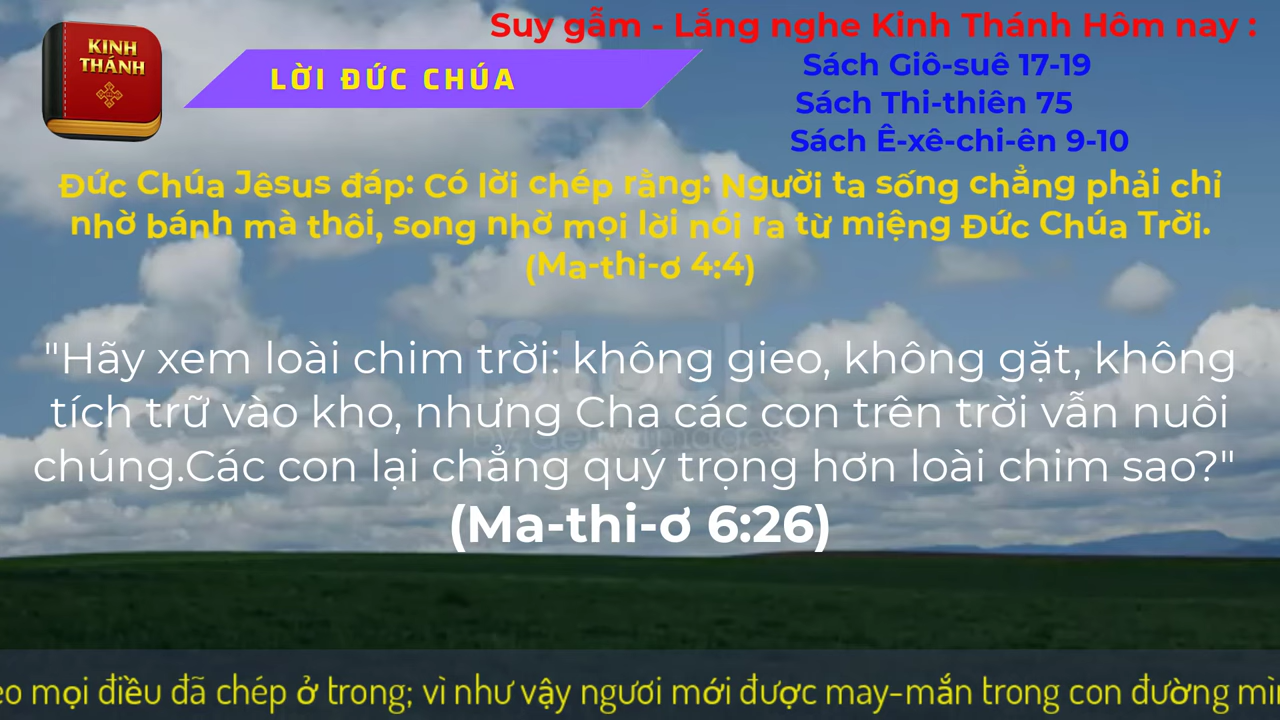 Suy gẫm - Lắng nghe Kinh Thánh Hôm nay :
KINH
THÁNH
LỜI ĐỨC CHÚA
Sách Giô-suê 17-19
Sách Thi-thiên 75
Sách Ê-xê-chi-ên 9-10
Đức Chúa Jêsus đáp: Có lời chép rằng: Người ta sống chẳng phải chỉ
nhờ bánh mà thôi, song nhờ mọi lời nói ra từ miệng Đức Chúa Trời.
(Ma-thi-ơ 4:4)
iStock
by Getty Images
"Hãy xem loài chim trời: không gieo, không gặt, không
tích trữ vào kho, nhưng Cha các con trên trời vẫn nuôi
chúng.Các con lại chẳng quý trọng hơn loài chim sao?"
(Ma-thi-ơ 6:26)
eo mọi điều đã chép ở trong; vì như vậy ngươi mới được may-mắn trong con đường mì